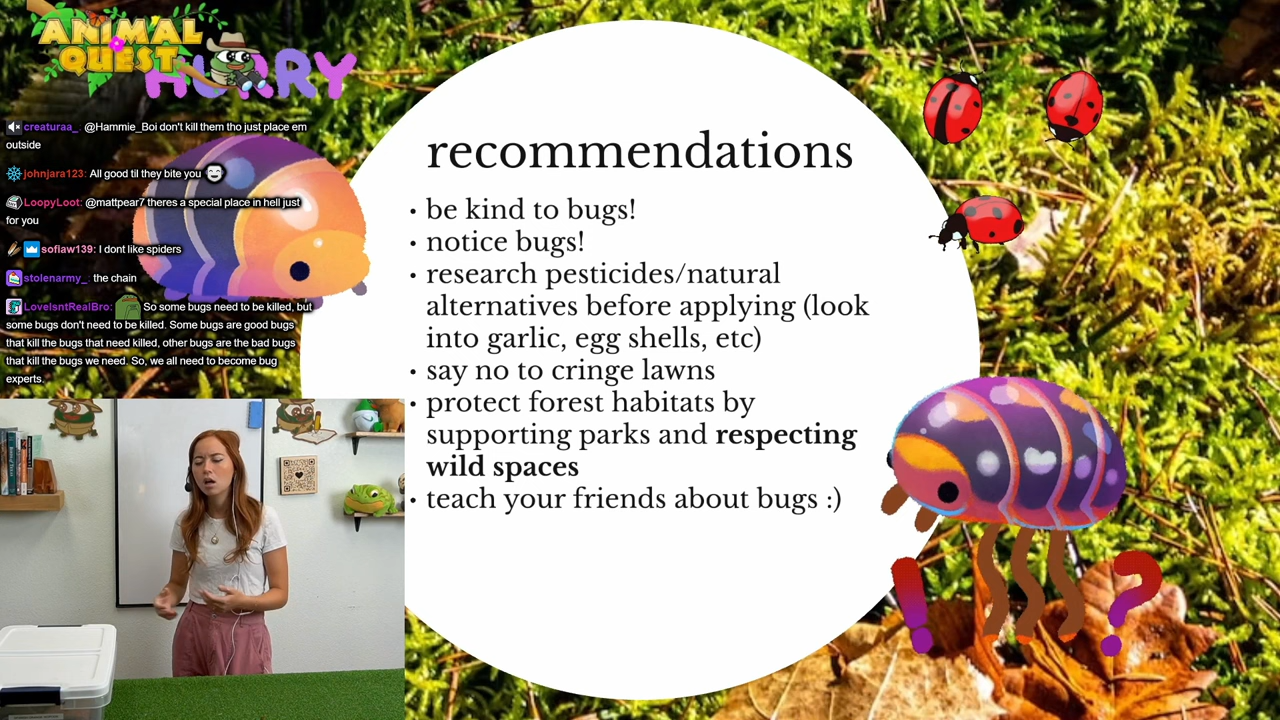 ANIMAL
QUEST
HURRY
creaturaa_: @Hammie_Boi don't kill them tho just place em
outside
johnjara123: All good til they bite you
LoopyLoot: @mattpear7 theres a special place in hell just
for you
sofiaw139: I dont like spiders
stolenarmy_: the chain
LoveIsntRealBro: So some bugs need to be killed, but
some bugs don't need to be killed. Some bugs are good bugs
that kill the bugs that need killed, other bugs are the bad bugs
that kill the bugs we need. So, we all need to become bug
experts.
recommendations
• be kind to bugs!
• notice bugs!
• research pesticides/natural
alternatives before applying (look
into garlic, egg shells, etc)
• say no to cringe lawns
• protect forest habitats by
supporting parks and respecting
wild spaces
• teach your friends about bugs :)
! ?